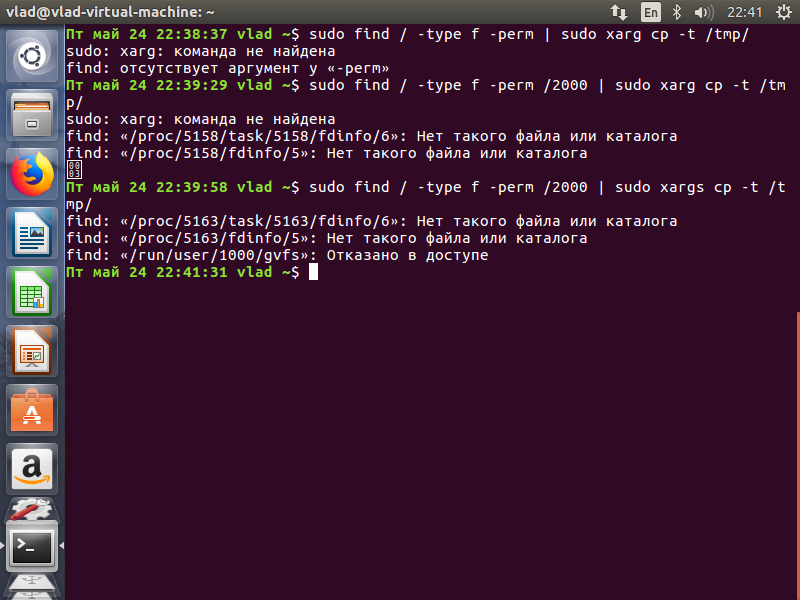 vlad@vlad-virtual-machine: ~
En
22:41
Пт май 24 22:38:37 vlad ~$ sudo find / -type f -perm | sudo xarg cp -t /tmp/
sudo: xarg: команда не найдена
find: отсутствует аргумент у «-perm»
Пт май 24 22:39:29 vlad ~$ sudo find / -type f -perm /2000 | sudo xarg cp -t /tm
p/
sudo: xarg: команда не найдена
find: «/proc/5158/task/5158/fdinfo/6»: Нет такого файла или каталога
find: «/proc/5158/fdinfo/5»: Нет такого файла или каталога
00
03
Пт май 24 22:39:58 vlad ~$ sudo find / -type f -perm /2000 | sudo xargs cp -t /t
mp/
find: «/proc/5163/task/5163/fdinfo/6»: Нет такого файла или каталога
find: «/proc/5163/fdinfo/5»: Нет такого файла или каталога
find: «/run/user/1000/gvfs»: Отказано в доступе
Пт май 24 22:41:31 vlad ~$